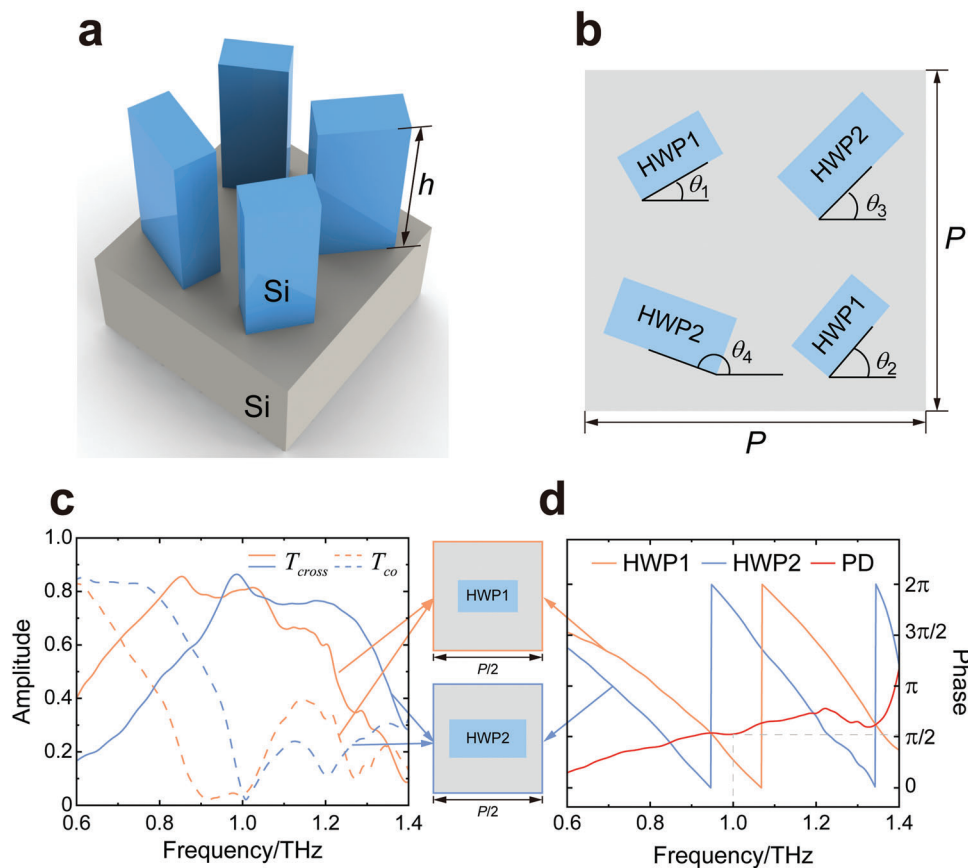 a
h
Si
Si
b
HWP1
θ1
HWP2
θ3
HWP2
θ4
HWP1
θ2
P
P
c
Amplitude
1.0
0.8
0.6
0.4
0.2
0
Tcross
Tco
0.6 0.8 1.0 1.2 1.4
Frequency/THz
HWP1
P/2
HWP2
P/2
d
HWP1 HWP2 PD
2π
3π/2
π
π/2
0
Phase
0.6 0.8 1.0 1.2 1.4
Frequency/THz